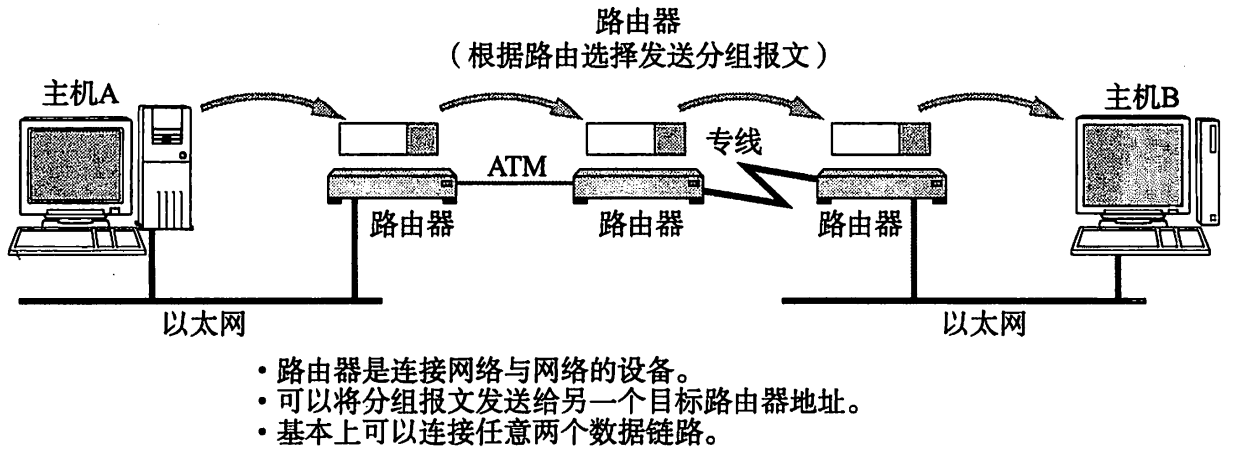 路由器
（根据路由选择发送分组报文）
主机A
主机B
专线
ATM
路由器
路由器
路由器
以太网
以太网
·路由器是连接网络与网络的设备。
·可以将分组报文发送给另一个目标路由器地址。
·基本上可以连接任意两个数据链路。